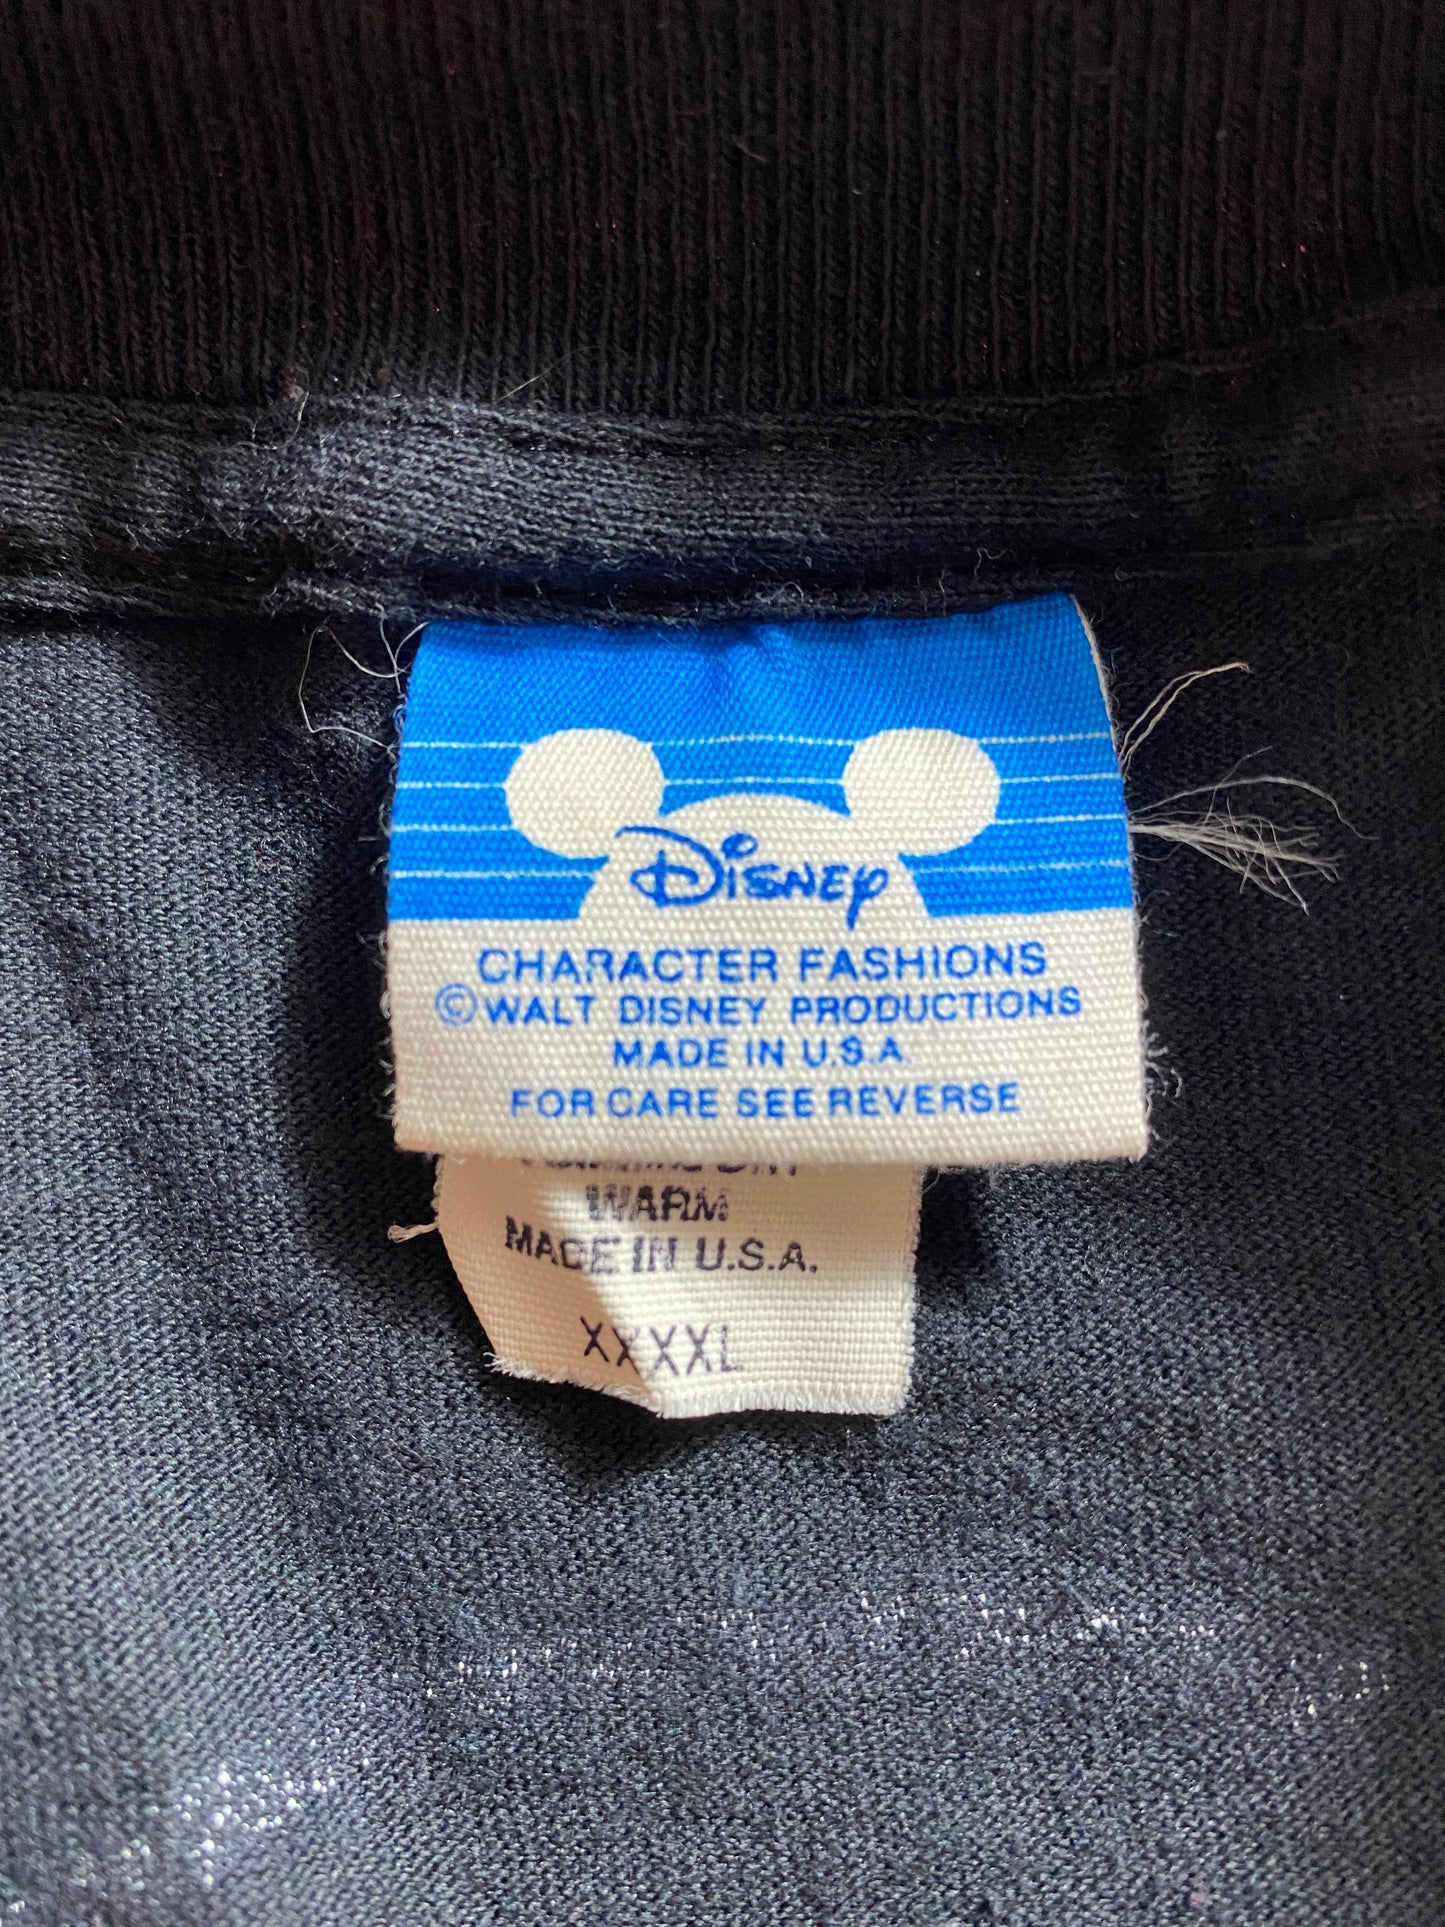 Disney
CHARACTER FASHIONS
© WALT DISNEY PRODUCTIONS
MADE IN U.S.A.
FOR CARE SEE REVERSE
WARM
MADE IN U.S.A.
XXXXL